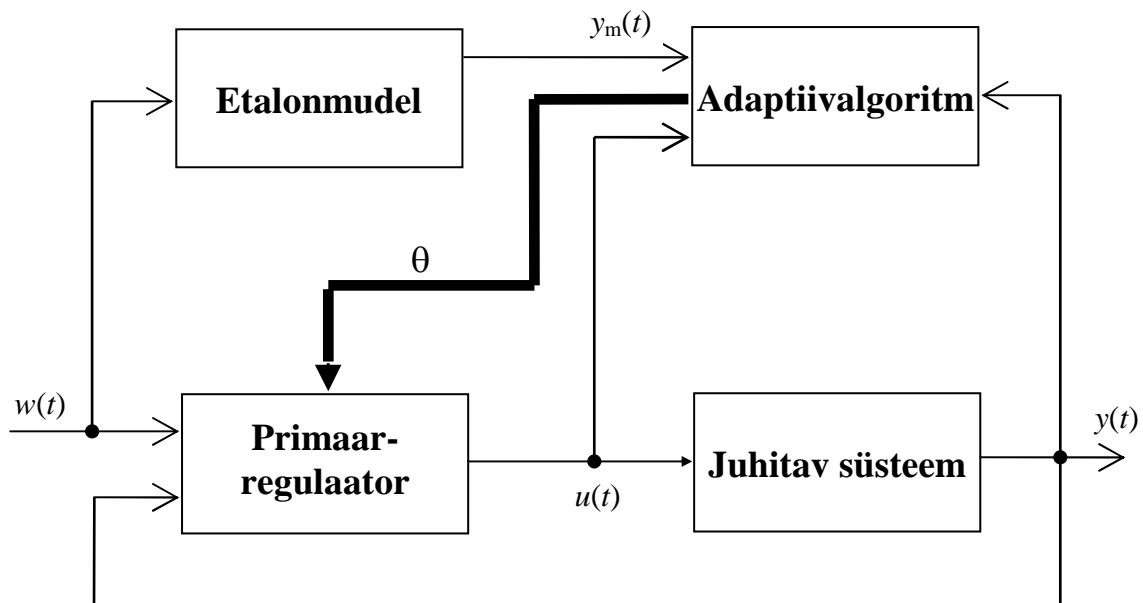 y_m(t)
Etalonmudel
Adaptiivalgoritm
θ
w(t)
Primaar-
regulaator
u(t)
Juhitav süsteem
y(t)